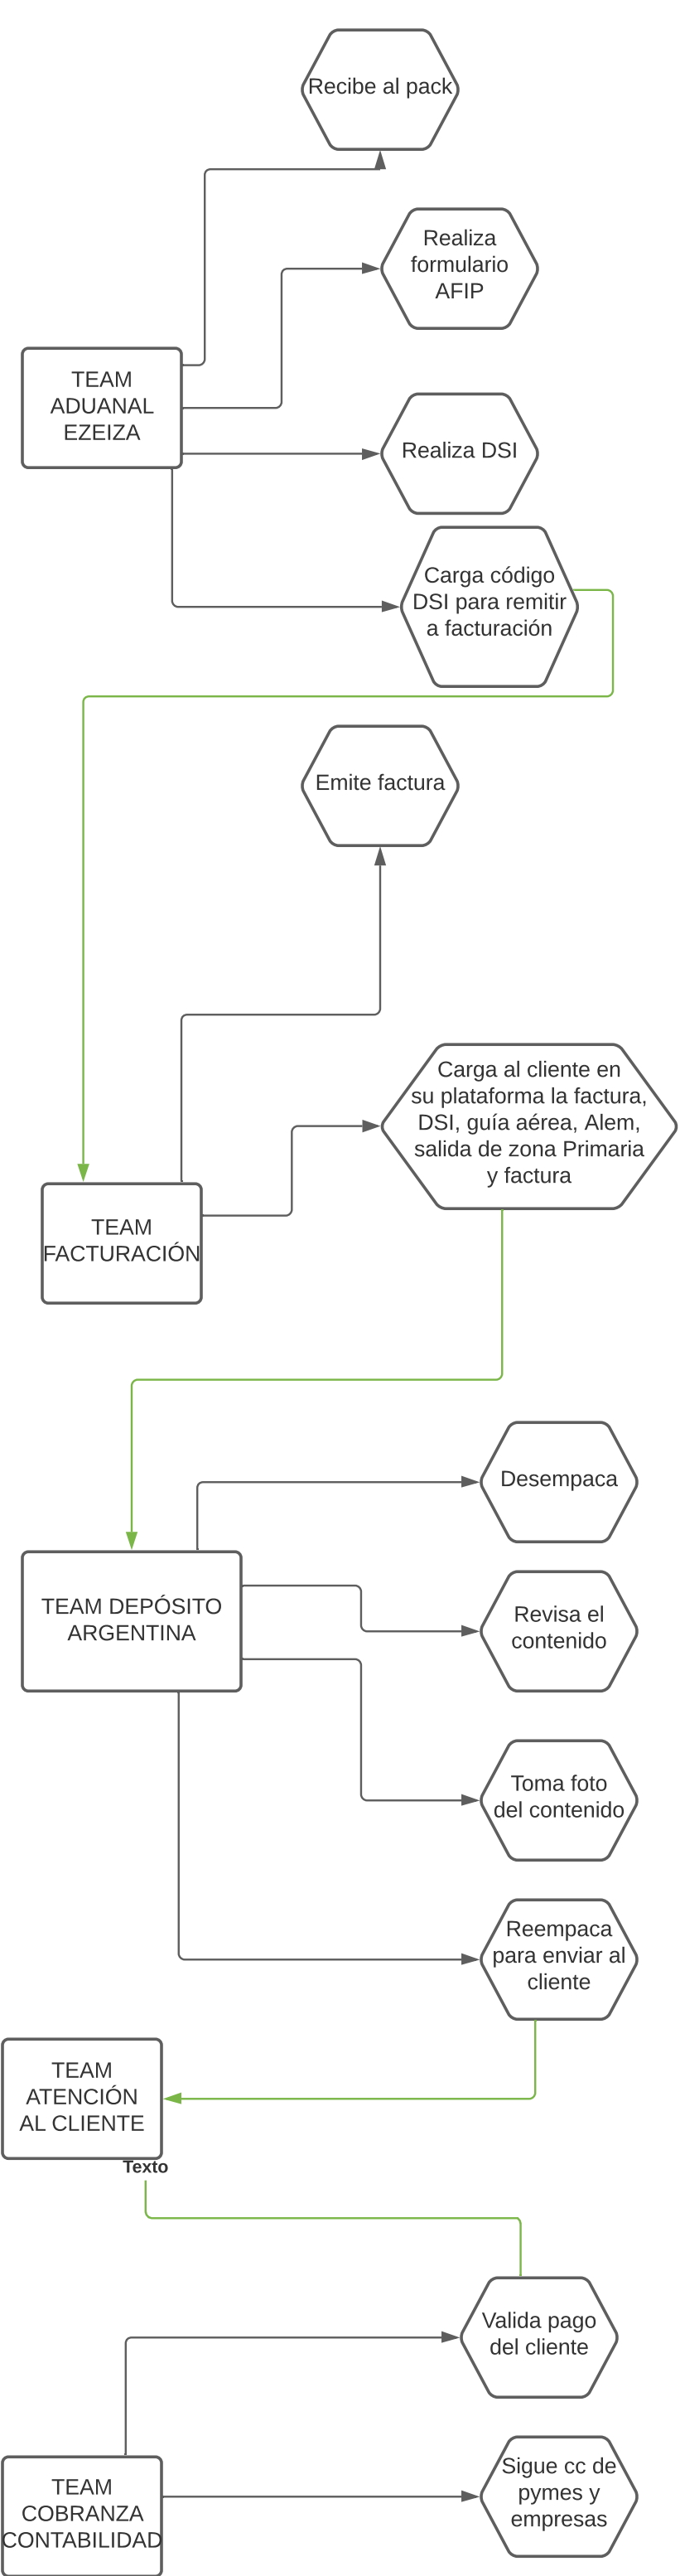 Recibe al pack
Realiza
formulario
AFIP
TEAM
ADUANAL
EZEIZA
Realiza DSI
Carga código
DSI para remitir
a facturación
Emite factura
Carga al cliente en
su plataforma la factura,
DSI, guía aérea, Alem,
salida de zona Primaria
y factura
TEAM
FACTURACIÓN
Desempaca
TEAM DEPÓSITO
ARGENTINA
Revisa el
contenido
Toma foto
del contenido
Reempaca
para enviar al
cliente
TEAM
ATENCIÓN
AL CLIENTE
Texto
Valida pago
del cliente
TEAM
COBRANZA
CONTABILIDAD
Sigue cc de
pymes y
empresas